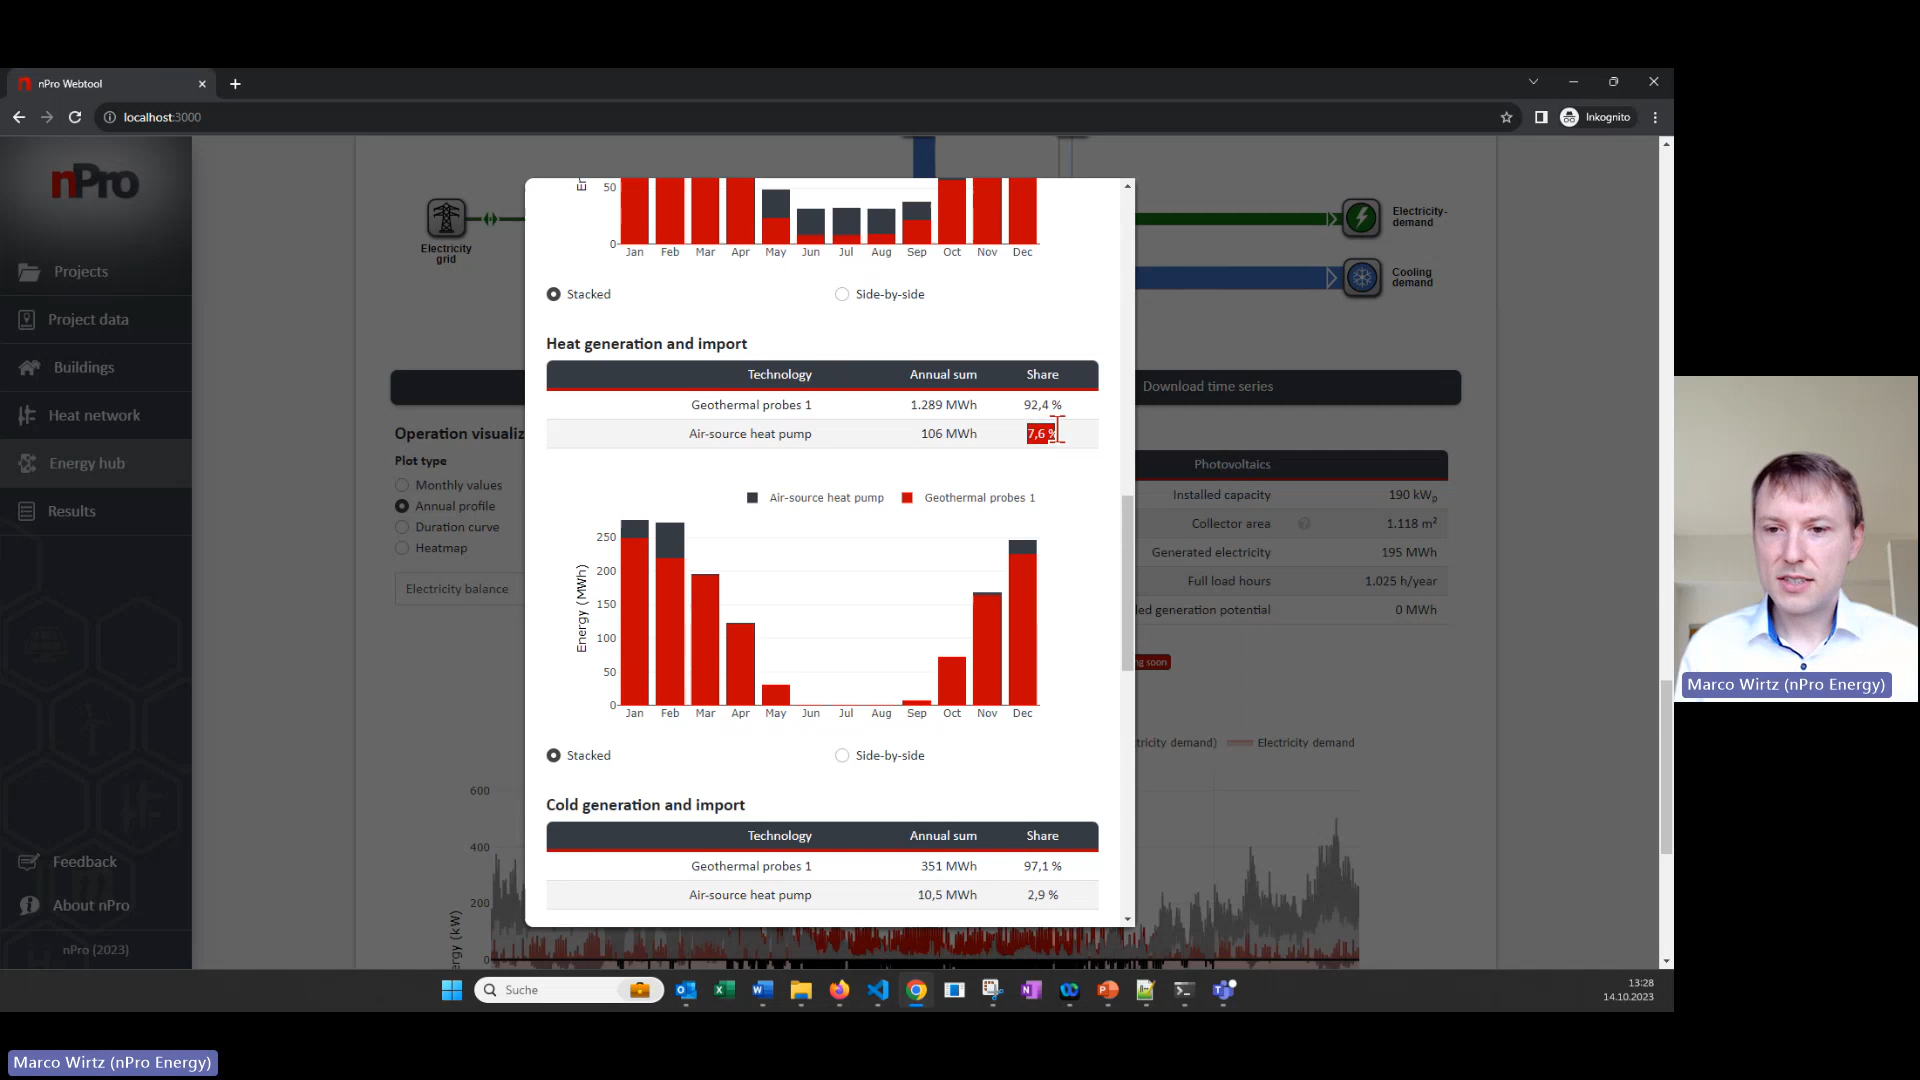 nPro Webtool
localhost:3000
Inkognito
nPro
Projects
Project data
Buildings
Heat network
Energy hub
Results
Feedback
About nPro
nPro (2023)
Electricity
grid
Electricity-
demand
Cooling
demand
Download time series
Operation visualiz
Plot type
Monthly values
Annual profile
Duration curve
Heatmap
Electricity balance
50
0
Jan Feb Mar Apr May Jun Jul Aug Sep Oct Nov Dec
Stacked Side-by-side
Heat generation and import
Technology Annual sum Share
Geothermal probes 1 1.289 MWh 92,4 %
Air-source heat pump 106 MWh 7,6 %
Air-source heat pump Geothermal probes 1
Energy (MWh)
250
200
150
100
50
0
Jan Feb Mar Apr May Jun Jul Aug Sep Oct Nov Dec
Stacked Side-by-side
Cold generation and import
Technology Annual sum Share
Geothermal probes 1 351 MWh 97,1 %
Air-source heat pump 10,5 MWh 2,9 %
Photovoltaics
Installed capacity 190 kWp
Collector area 1.118 m²
Generated electricity 195 MWh
Full load hours 1.025 h/year
led generation potential 0 MWh
ng soon
tricity demand) Electricity demand
600
400
200
0
ergy (kW)
Suche
13:28
14.10.2023
Marco Wirtz (nPro Energy)
Marco Wirtz (nPro Energy)